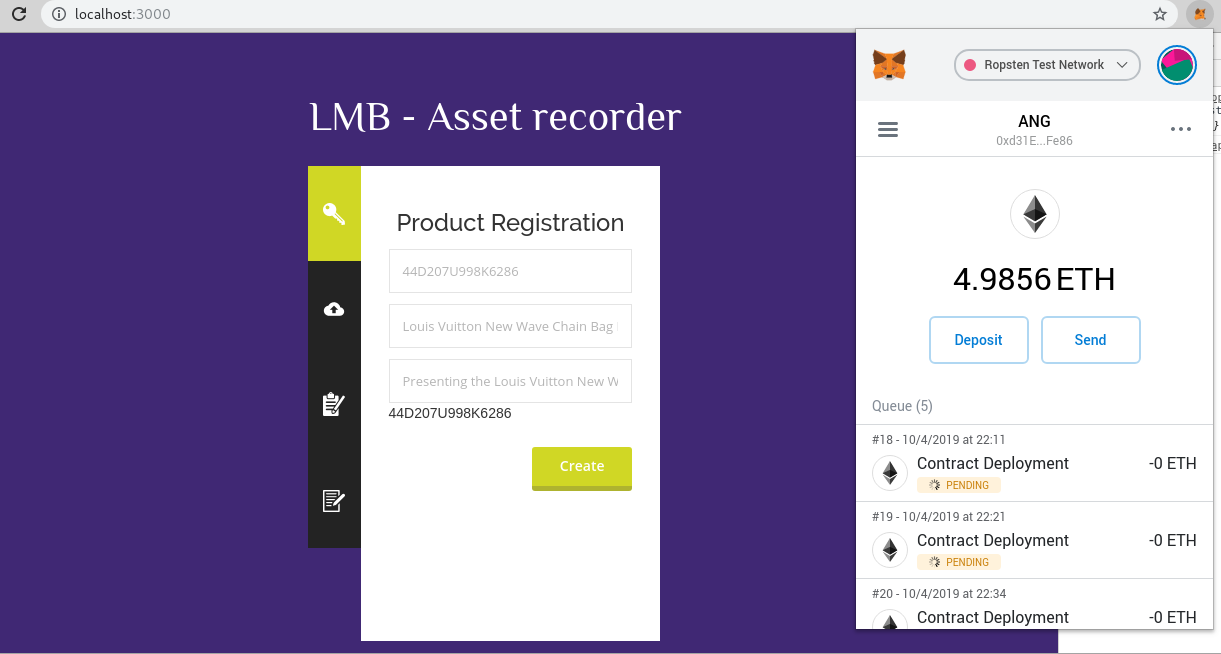 localhost:3000
LMB - Asset recorder
Product Registration
44D207U998K6286
Louis Vuitton New Wave Chain Bag
Presenting the Louis Vuitton New W
44D207U998K6286
Create
Ropsten Test Network
ANG
0xd31E...Fe86
4.9856 ETH
Deposit
Send
Queue (5)
#18 - 10/4/2019 at 22:11
Contract Deployment
-0 ETH
PENDING
#19 - 10/4/2019 at 22:21
Contract Deployment
-0 ETH
PENDING
#20 - 10/4/2019 at 22:34
Contract Deployment
-0 ETH